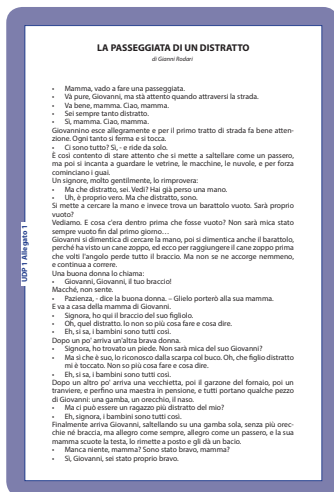 LA PASSEGGIATA DI UN DISTRATTO
di Gianni Rodari
• Mamma, vado a fare una passeggiata.
• Và pure, Giovanni, ma stà attento quando attraversi la strada.
• Va bene, mamma. Ciao, mamma.
• Sei sempre tanto distratto.
• Sì, mamma. Ciao, mamma.
Giovannino esce allegramente e per il primo tratto di strada fa bene atten-
zione. Ogni tanto si ferma e si tocca.
• Ci sono tutto? Sì, - e ride da solo.
È così contento di stare attento che si mette a saltellare come un passero,
ma poi si incanta a guardare le vetrine, le macchine, le nuvole, e per forza
cominciano i guai.
Un signore, molto gentilmente, lo rimprovera:
• Ma che distratto, sei. Vedi? Hai già perso una mano.
• Uh, è proprio vero. Ma che distratto, sono.
Si mette a cercare la mano e invece trova un barattolo vuoto. Sarà proprio
vuoto?
Vediamo. E cosa c'era dentro prima che fosse vuoto? Non sarà mica stato
sempre vuoto fin dal primo giorno…
Giovanni si dimentica di cercare la mano, poi si dimentica anche il barattolo,
perché ha visto un cane zoppo, ed ecco per raggiungere il cane zoppo prima
che volti l'angolo perde tutto il braccio. Ma non se ne accorge nemmeno,
e continua a correre.
Una buona donna lo chiama:
• Giovanni, Giovanni, il tuo braccio!
Macché, non sente.
• Pazienza, - dice la buona donna. – Glielo porterò alla sua mamma.
E va a casa della mamma di Giovanni.
• Signora, ho qui il braccio del suo figliolo.
• Oh, quel distratto. Io non so più cosa fare e cosa dire.
• Eh, si sa, i bambini sono tutti così.
Dopo un po' arriva un'altra brava donna.
• Signora, ho trovato un piede. Non sarà mica del suo Giovanni?
• Ma sì che è suo, lo riconosco dalla scarpa col buco. Oh, che figlio distratto
mi è toccato. Non so più cosa fare e cosa dire.
• Eh, si sa, i bambini sono tutti così.
Dopo un altro po' arriva una vecchietta, poi il garzone del fornaio, poi un
tranviere, e perfino una maestra in pensione, e tutti portano qualche pezzo
di Giovanni: una gamba, un orecchio, il naso.
• Ma ci può essere un ragazzo più distratto del mio?
• Eh, signora, i bambini sono tutti così.
Finalmente arriva Giovanni, saltellando su una gamba sola, senza più orec-
chie né braccia, ma allegro come sempre, allegro come un passero, e la sua
mamma scuote la testa, lo rimette a posto e gli dà un bacio.
• Manca niente, mamma? Sono stato bravo, mamma?
• Sì, Giovanni, sei stato proprio bravo.
UDP 1 Allegato 1